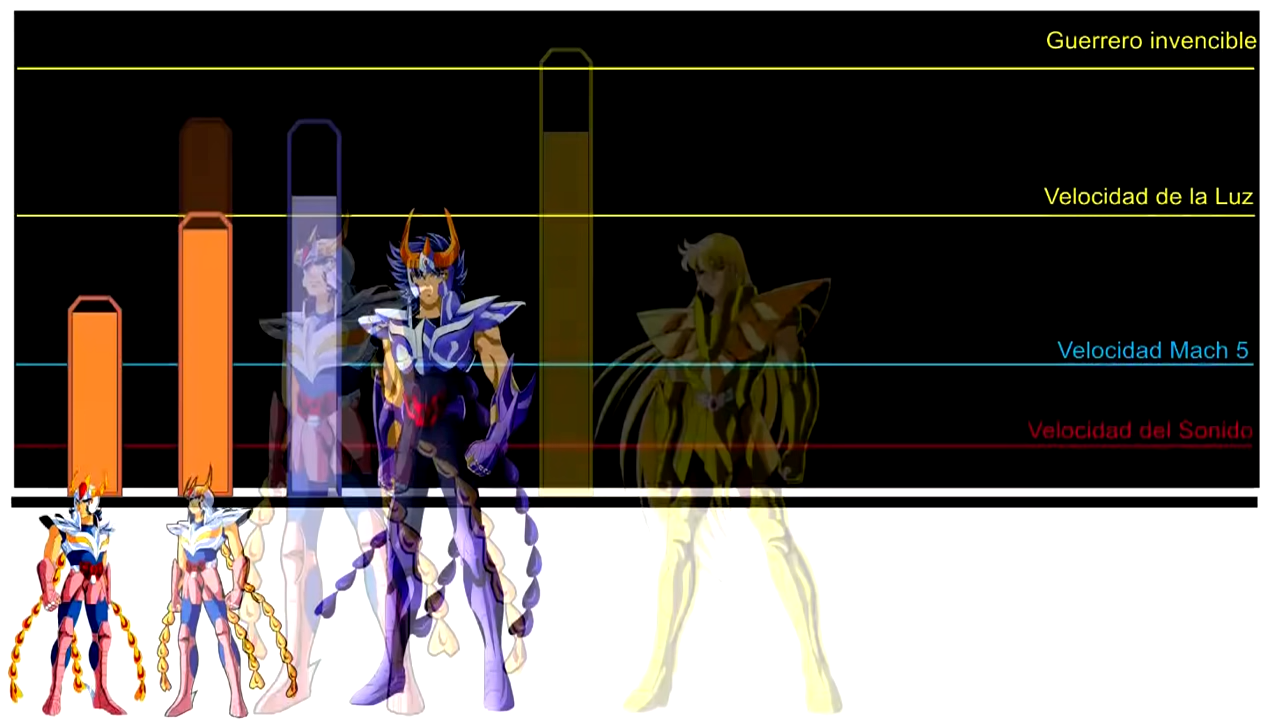 Guerrero invencible
Velocidad de la Luz
Velocidad Mach 5
Velocidad del Sonido